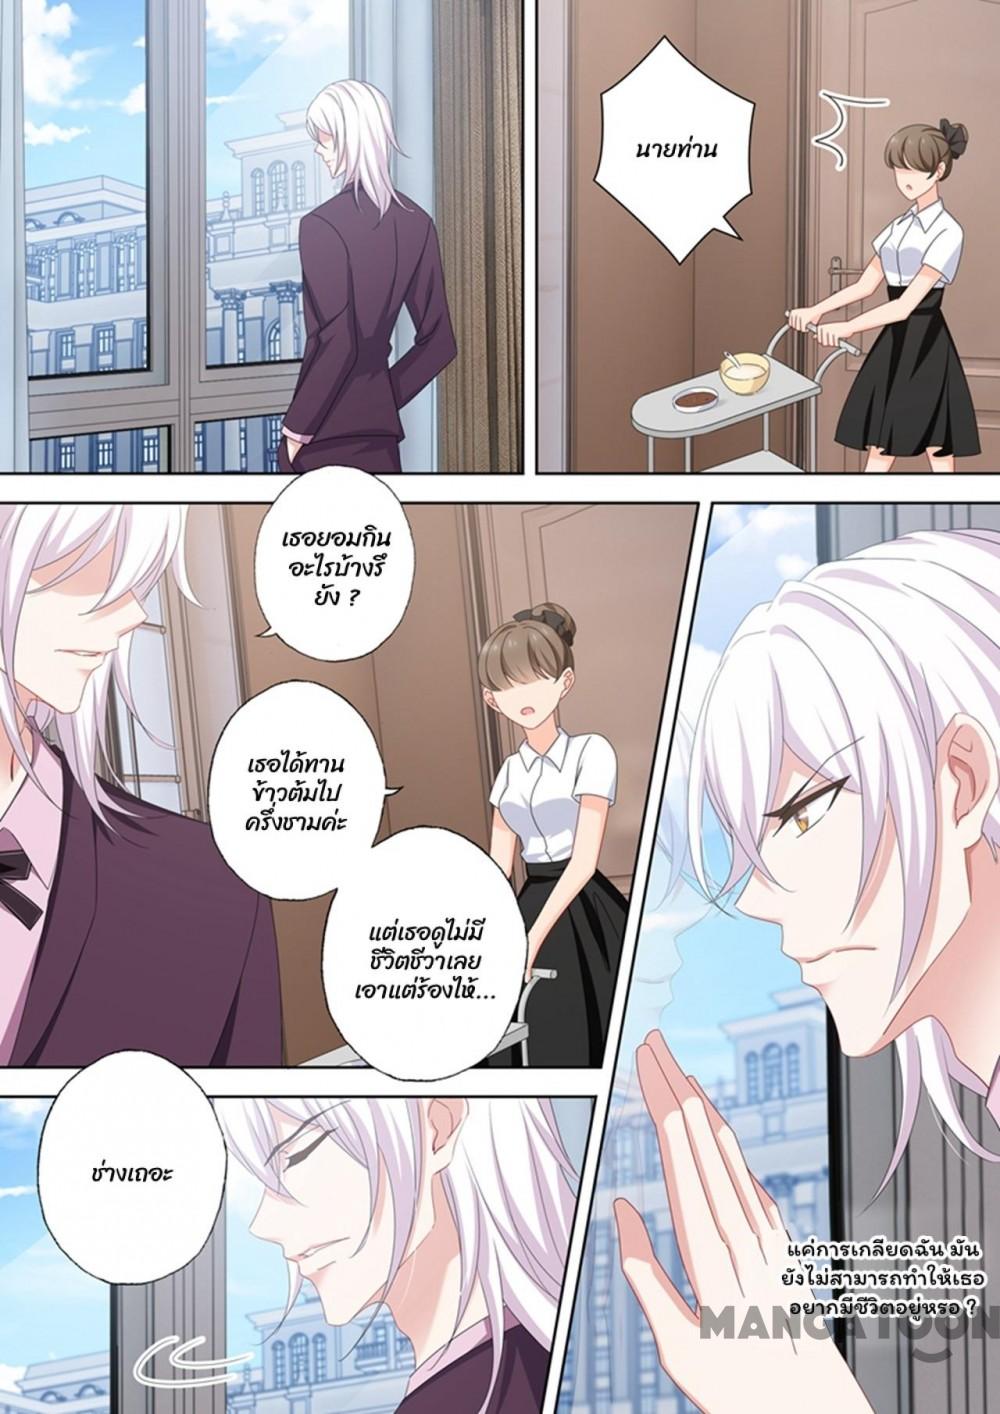 นายท่าน
เธอยอมกิน
อะไรบ้างรึ
ยัง ?
เธอได้ทาน
ข้าวต้มไป
ครึ่งชามค่ะ
แต่เธอดูไม่มี
ชีวิตชีวาเลย
เอาแต่ร้องไห้...
แค่การเกลียดฉัน มัน
ยังไม่สามารถทำให้เธอ
อยากมีชีวิตอยู่หรอ ?
MANGATOON
ช่างเถอะ